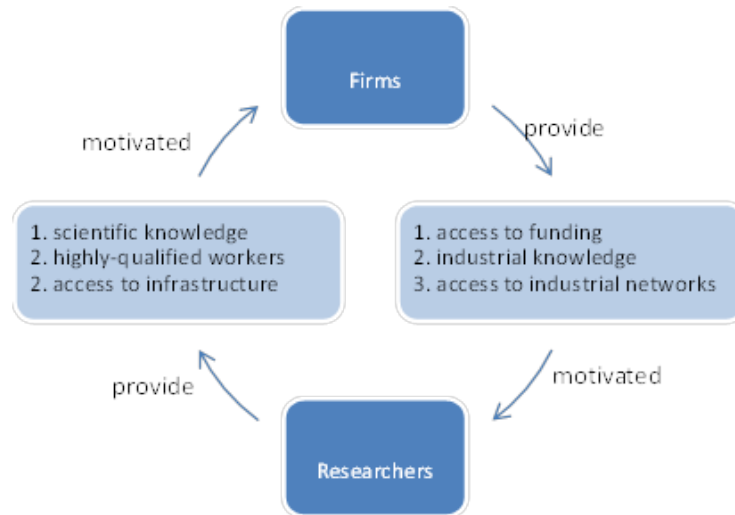 Firms
motivated
provide
1. scientific knowledge
2. highly-qualified workers
2. access to infrastructure
1. access to funding
2. industrial knowledge
3. access to industrial networks
provide
motivated
Researchers